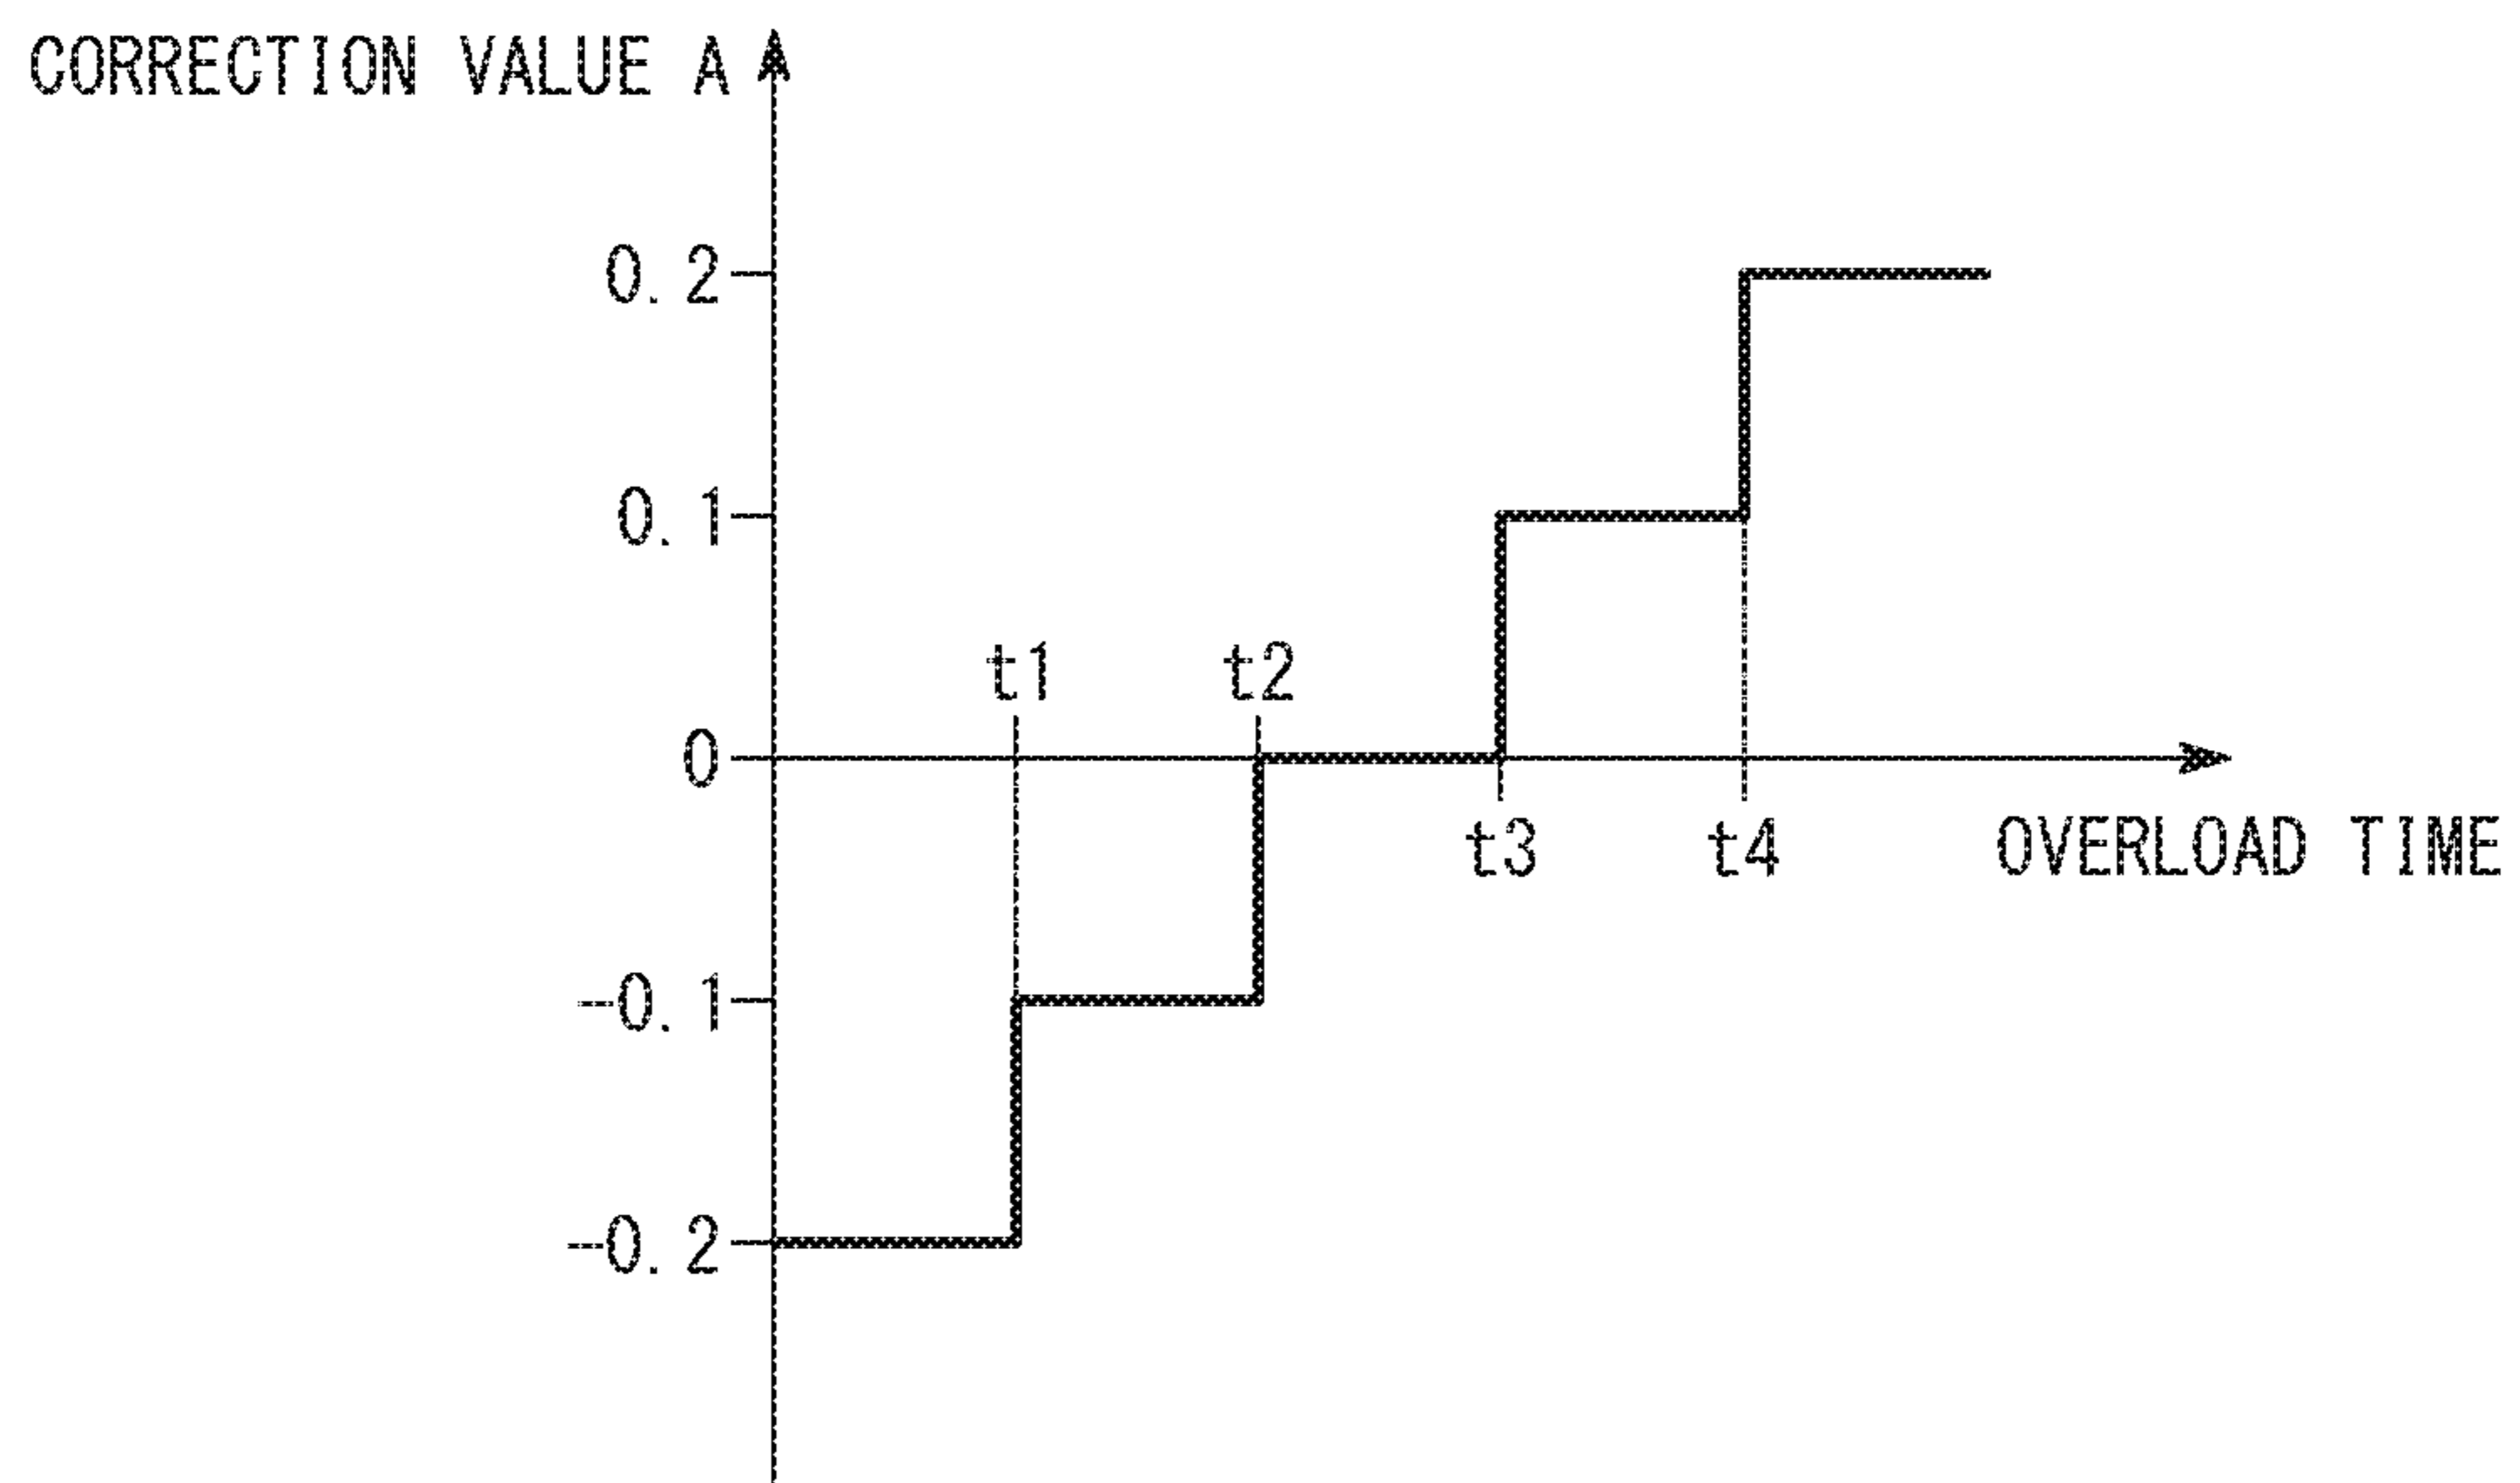 CORRECTION VALUE A
0.2
0.1
t1 t2
0
t3 t4 OVERLOAD TIME
-0.1
-0.2